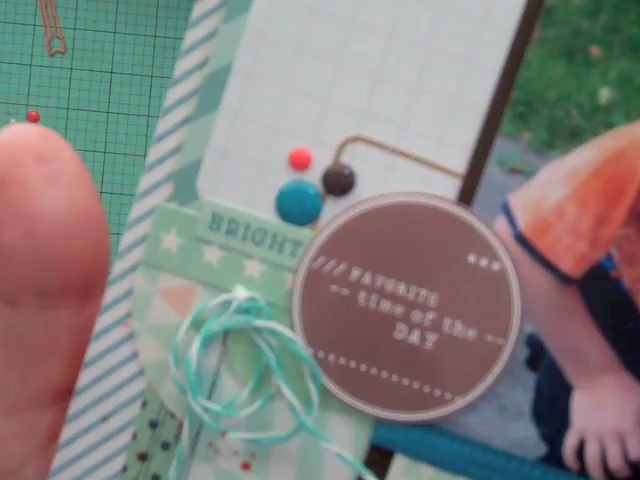 BRIGHT
/// FAVORITE
-- time of the --
DAY